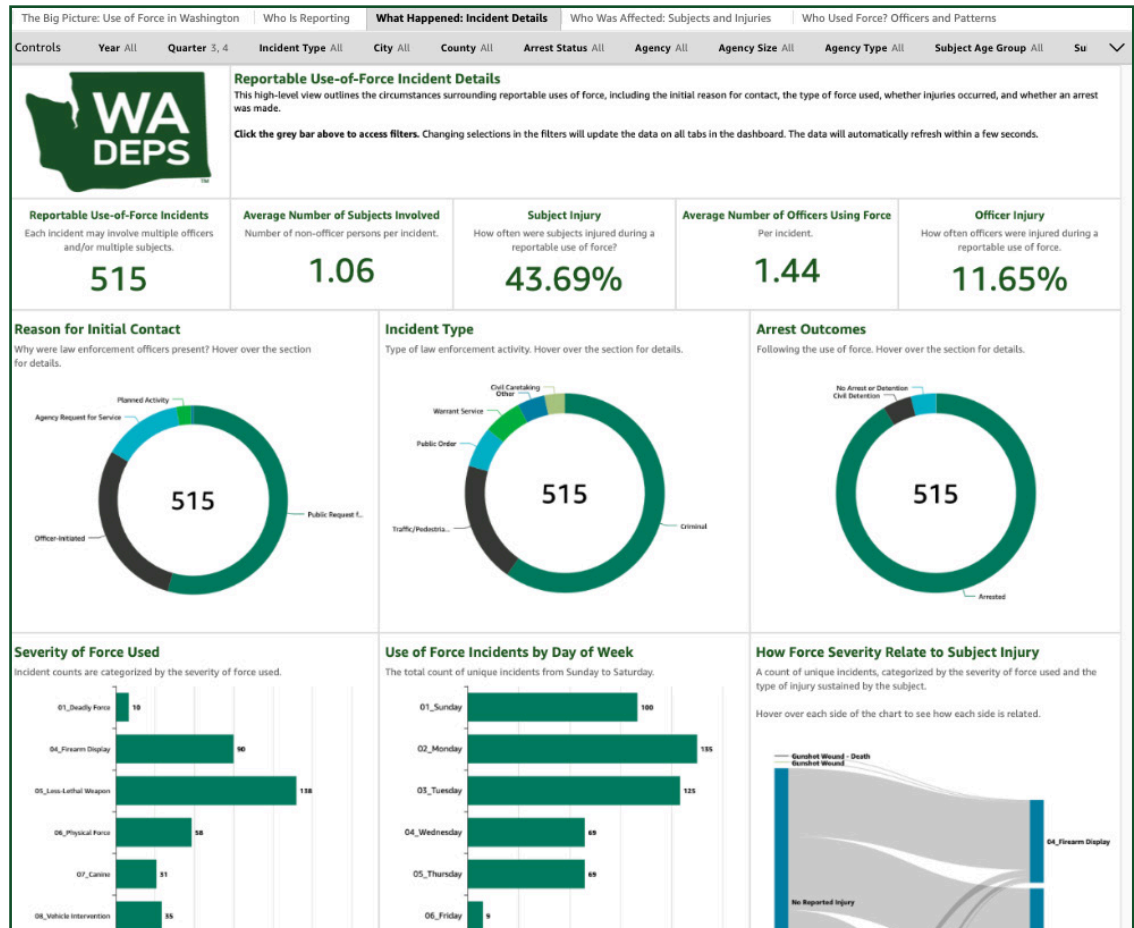 The Big Picture: Use of Force in Washington
Who Is Reporting
What Happened: Incident Details
Who Was Affected: Subjects and Injuries
Who Used Force? Officers and Patterns
Controls
Year All
Quarter 3, 4
Incident Type All
City All
County All
Arrest Status All
Agency All
Agency Size All
Agency Type All
Subject Age Group All
Su
WA
DEPS
TM
Reportable Use-of-Force Incident Details
This high-level view outlines the circumstances surrounding reportable uses of force, including the initial reason for contact, the type of force used, whether injuries occurred, and whether an arrest
was made.
Click the grey bar above to access filters. Changing selections in the filters will update the data on all tabs in the dashboard. The data will automatically refresh within a few seconds.
Reportable Use-of-Force Incidents
Each incident may involve multiple officers
and/or multiple subjects.
515
Average Number of Subjects Involved
Number of non-officer persons per incident.
1.06
Subject Injury
How often were subjects injured during a
reportable use of force?
43.69%
Average Number of Officers Using Force
Per incident.
1.44
Officer Injury
How often officers were injured during a
reportable use of force.
11.65%
Reason for Initial Contact
Why were law enforcement officers present? Hover over the section
for details.
Planned Activity
Agency Request for Service
515
Public Request f...
Officer-Initiated
Incident Type
Type of law enforcement activity. Hover over the section for details.
Civil Caretaking
Other
Warrant Service
Public Order
515
Traffic/Pedestria...
Criminal
Arrest Outcomes
Following the use of force. Hover over the section for details.
No Arrest or Detention
Civil Detention
515
Arrested
Severity of Force Used
Incident counts are categorized by the severity of force used.
01_Deadly Force 10
04_Firearm Display 90
05_Less-Lethal Weapon 138
06_Physical Force 58
07_Canine 31
08_Vehicle Intervention 35
Use of Force Incidents by Day of Week
The total count of unique incidents from Sunday to Saturday.
01_Sunday 100
02_Monday 135
03_Tuesday 125
04_Wednesday 69
05_Thursday 69
06_Friday 9
How Force Severity Relate to Subject Injury
A count of unique incidents, categorized by the severity of force used and the
type of injury sustained by the subject.
Hover over each side of the chart to see how each side is related.
Gunshot Wound - Death
Gunshot Wound
04_Firearm Display
No Reported Injury